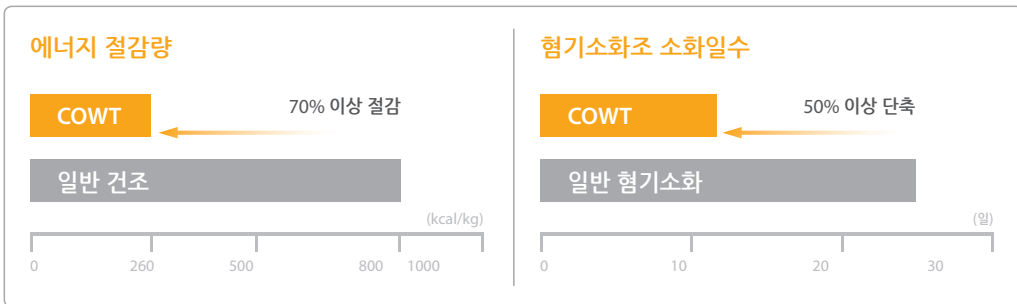 에너지 절감량
COWT
70% 이상 절감
일반 건조
(kcal/kg)
0 260 500 800 1000
혐기소화조 소화일수
COWT
50% 이상 단축
일반 혐기소화
(일)
0 10 20 30